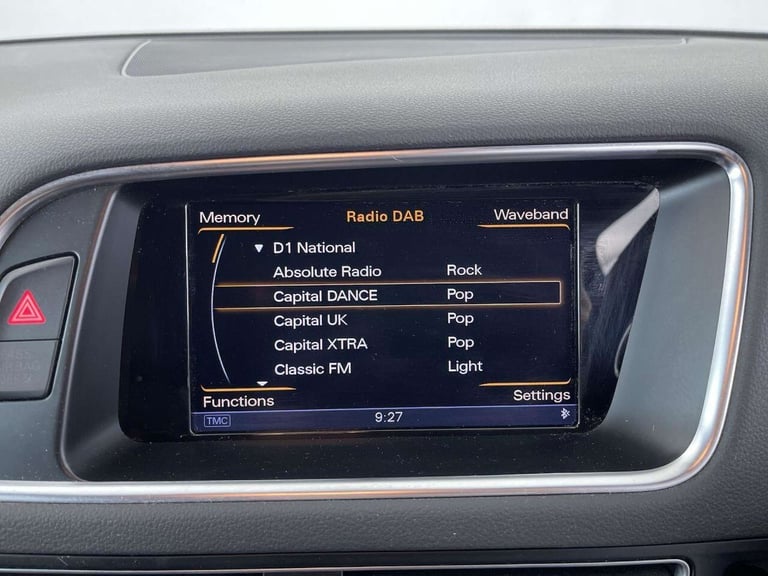 Memory Radio DAB Waveband
D1 National
Absolute Radio Rock
Capital DANCE Pop
Capital UK Pop
Capital XTRA Pop
Classic FM Light
Functions Settings
TMC 9:27